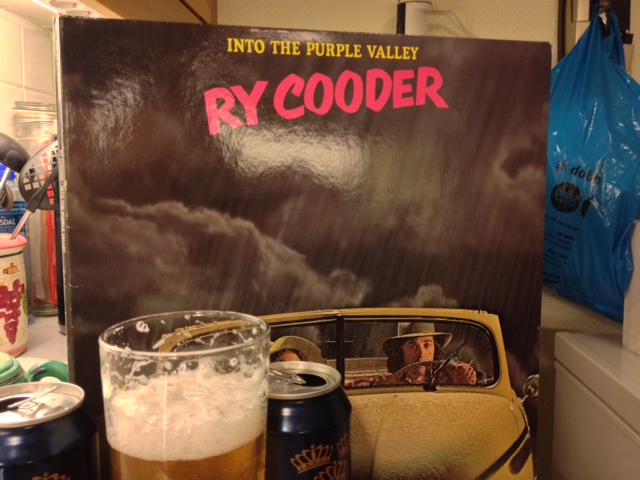 INTO THE PURPLE VALLEY
RY COODER